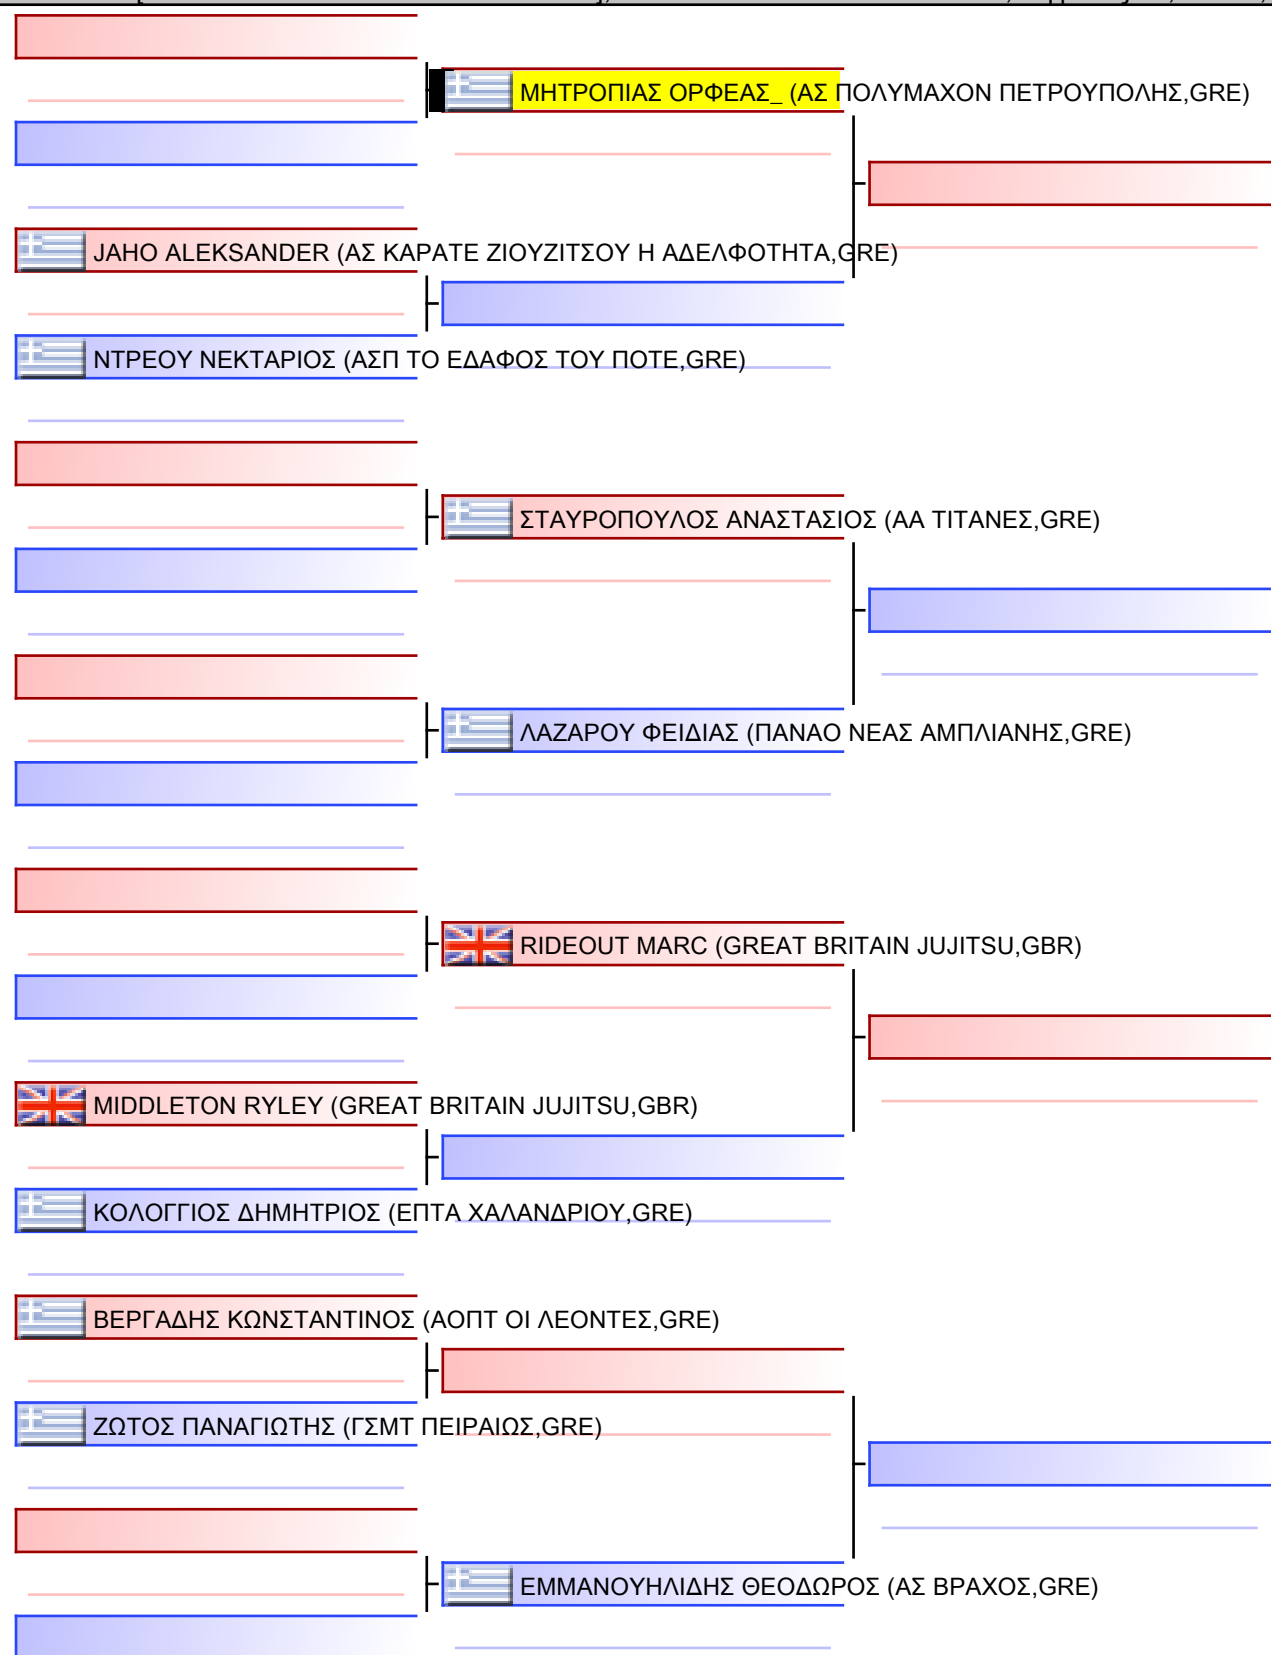 ΜΗΤΡΟΠΙΑΣ ΟΡΦΕΑΣ_ (ΑΣ ΠΟΛΥΜΑΧΟΝ ΠΕΤΡΟΥΠΟΛΗΣ,GRE)
JAHO ALEKSANDER (ΑΣ ΚΑΡΑΤΕ ΖΙΟΥΖΙΤΣΟΥ Η ΑΔΕΛΦΟΤΗΤΑ,GRE)
ΝΤΡΕΟΥ ΝΕΚΤΑΡΙΟΣ (ΑΣΠ ΤΟ ΕΔΑΦΟΣ ΤΟΥ ΠΟΤΕ,GRE)
ΣΤΑΥΡΟΠΟΥΛΟΣ ΑΝΑΣΤΑΣΙΟΣ (ΑΑ ΤΙΤΑΝΕΣ,GRE)
ΛΑΖΑΡΟΥ ΦΕΙΔΙΑΣ (ΠΑΝΑΟ ΝΕΑΣ ΑΜΠΛΙΑΝΗΣ,GRE)
RIDEOUT MARC (GREAT BRITAIN JUJITSU,GBR)
MIDDLETON RYLEY (GREAT BRITAIN JUJITSU,GBR)
ΚΟΛΟΓΓΙΟΣ ΔΗΜΗΤΡΙΟΣ (ΕΠΤΑ ΧΑΛΑΝΔΡΙΟΥ,GRE)
ΒΕΡΓΑΔΗΣ ΚΩΝΣΤΑΝΤΙΝΟΣ (ΑΟΠΤ ΟΙ ΛΕΟΝΤΕΣ,GRE)
ΖΩΤΟΣ ΠΑΝΑΓΙΩΤΗΣ (ΓΣΜΤ ΠΕΙΡΑΙΩΣ,GRE)
ΕΜΜΑΝΟΥΗΛΙΔΗΣ ΘΕΟΔΩΡΟΣ (ΑΣ ΒΡΑΧΟΣ,GRE)